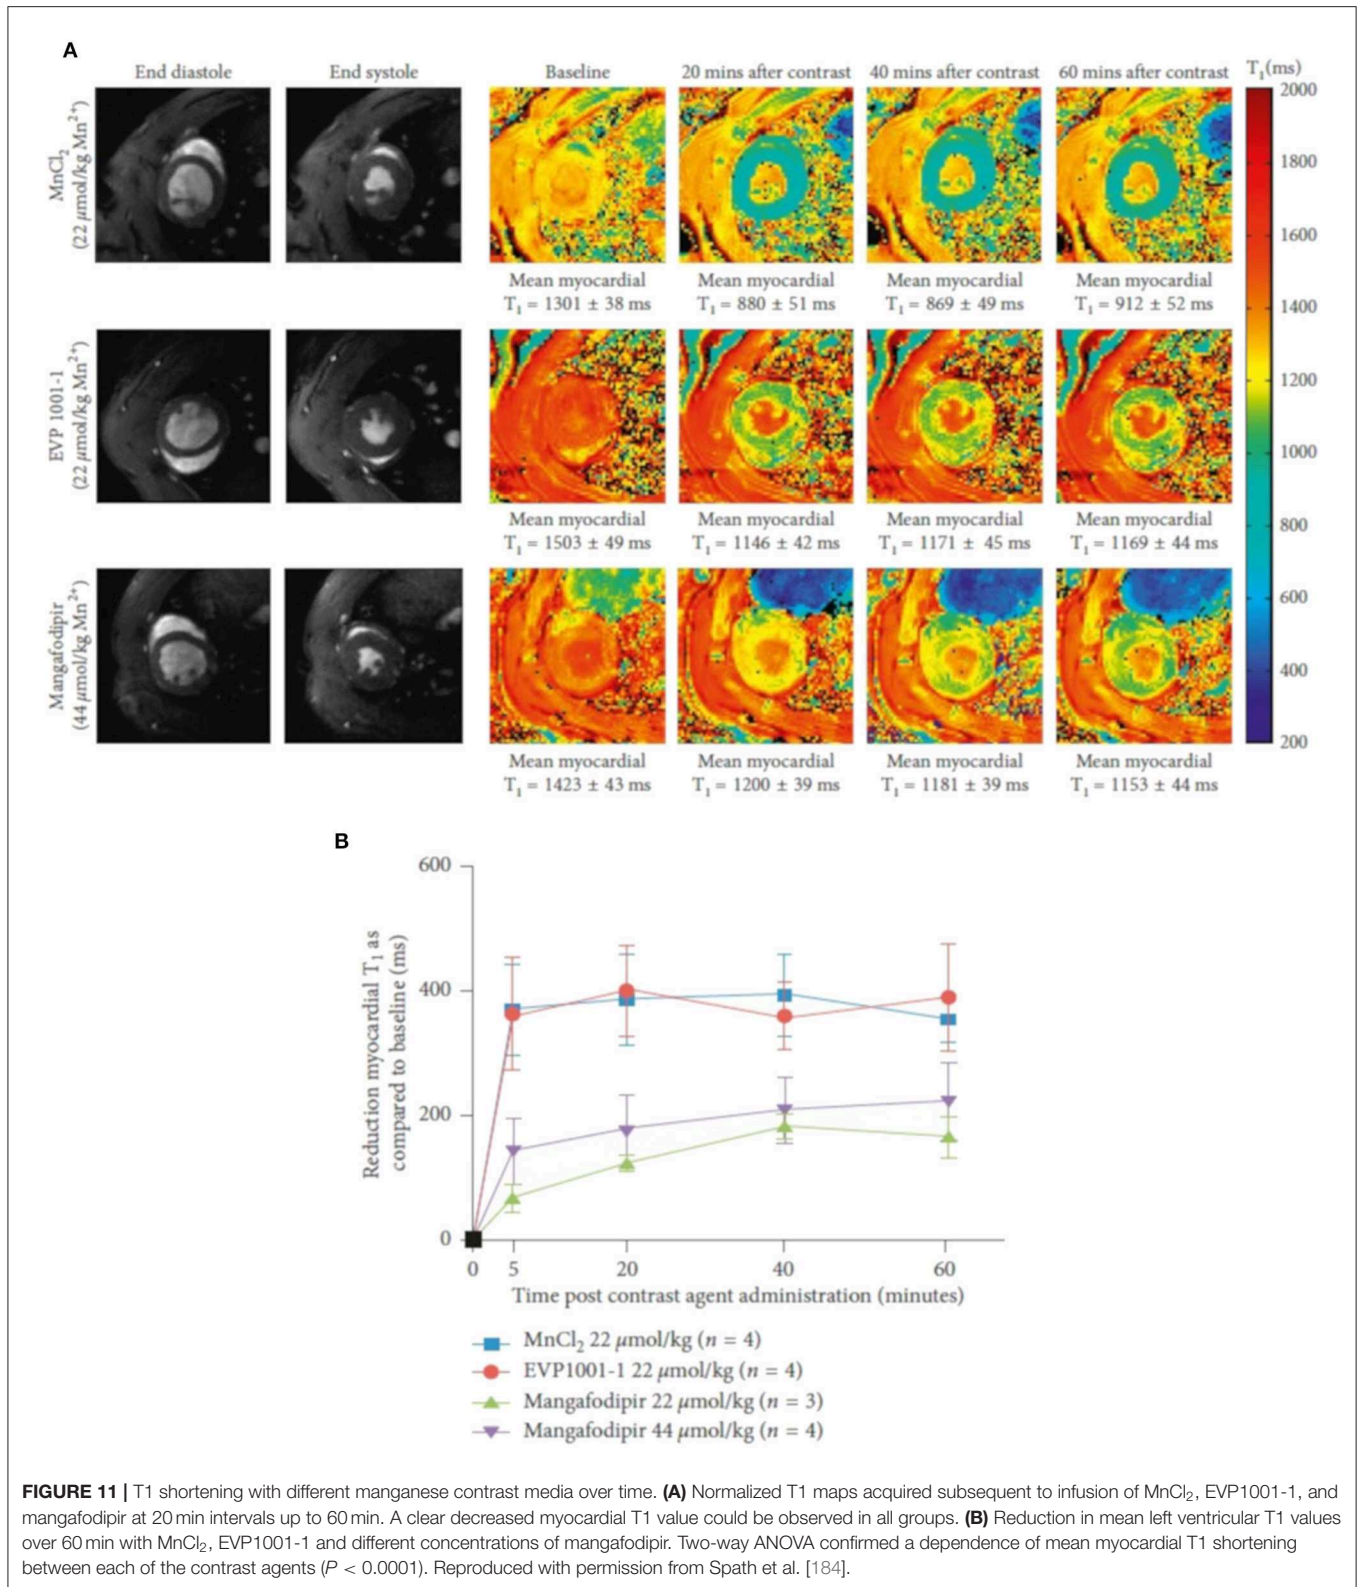 A
End diastole
End systole
Baseline
20 mins after contrast
40 mins after contrast
60 mins after contrast
T₁(ms)
MnCl₂
(22 μmol/kg Mn²⁺)
2000
1800
1600
1400
1200
1000
800
600
400
200
Mean myocardial
T₁ = 1301 ± 38 ms
Mean myocardial
T₁ = 880 ± 51 ms
Mean myocardial
T₁ = 869 ± 49 ms
Mean myocardial
T₁ = 912 ± 52 ms
EVP 1001-1
(22 μmol/kg Mn²⁺)
Mean myocardial
T₁ = 1503 ± 49 ms
Mean myocardial
T₁ = 1146 ± 42 ms
Mean myocardial
T₁ = 1171 ± 45 ms
Mean myocardial
T₁ = 1169 ± 44 ms
Mangafodipir
(44 μmol/kg Mn²⁺)
Mean myocardial
T₁ = 1423 ± 43 ms
Mean myocardial
T₁ = 1200 ± 39 ms
Mean myocardial
T₁ = 1181 ± 39 ms
Mean myocardial
T₁ = 1153 ± 44 ms
B
Reduction myocardial T₁ as
compared to baseline (ms)
600
400
200
0
0 5 20 40 60
Time post contrast agent administration (minutes)
MnCl₂ 22 μmol/kg (n = 4)
EVP1001-1 22 μmol/kg (n = 4)
Mangafodipir 22 μmol/kg (n = 3)
Mangafodipir 44 μmol/kg (n = 4)
FIGURE 11 | T1 shortening with different manganese contrast media over time. (A) Normalized T1 maps acquired subsequent to infusion of MnCl₂, EVP1001-1, and
mangafodipir at 20 min intervals up to 60 min. A clear decreased myocardial T1 value could be observed in all groups. (B) Reduction in mean left ventricular T1 values
over 60 min with MnCl₂, EVP1001-1 and different concentrations of mangafodipir. Two-way ANOVA confirmed a dependence of mean myocardial T1 shortening
between each of the contrast agents (P < 0.0001). Reproduced with permission from Spath et al. [184].